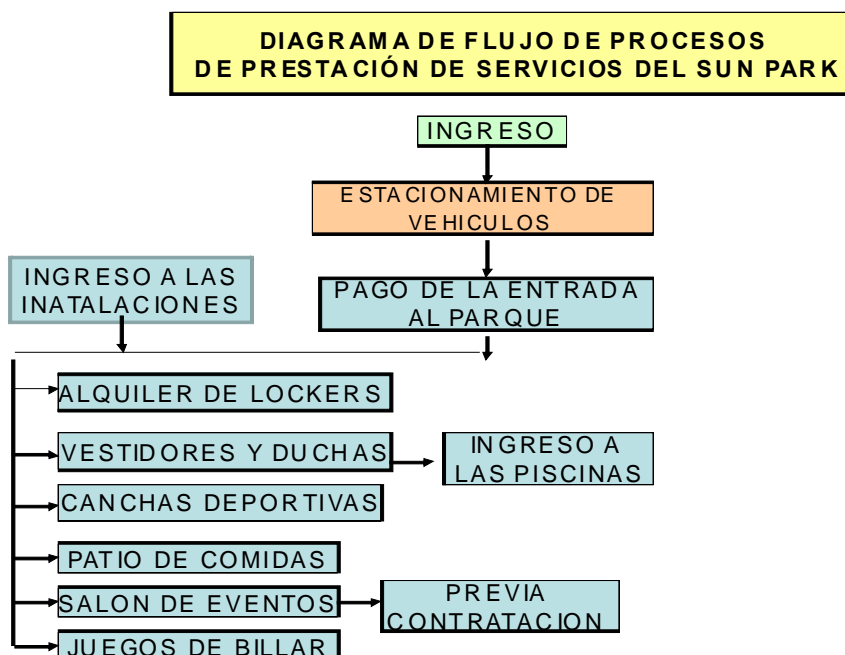 DIAGRAMA DE FLUJO DE PROCESOS
DE PRESTACIÓN DE SERVICIOS DEL SUN PARK
INGRESO
ESTACIONAMIENTO DE
VEHICULOS
INGRESO A LAS
INATALACIONES
PAGO DE LA ENTRADA
AL PARQUE
ALQUILER DE LOCKERS
VESTIDORES Y DUCHAS
INGRESO A
LAS PISCINAS
CANCHAS DEPORTIVAS
PATIO DE COMIDAS
SALON DE EVENTOS
PREVIA
CONTRATACION
JUEGOS DE BILLAR